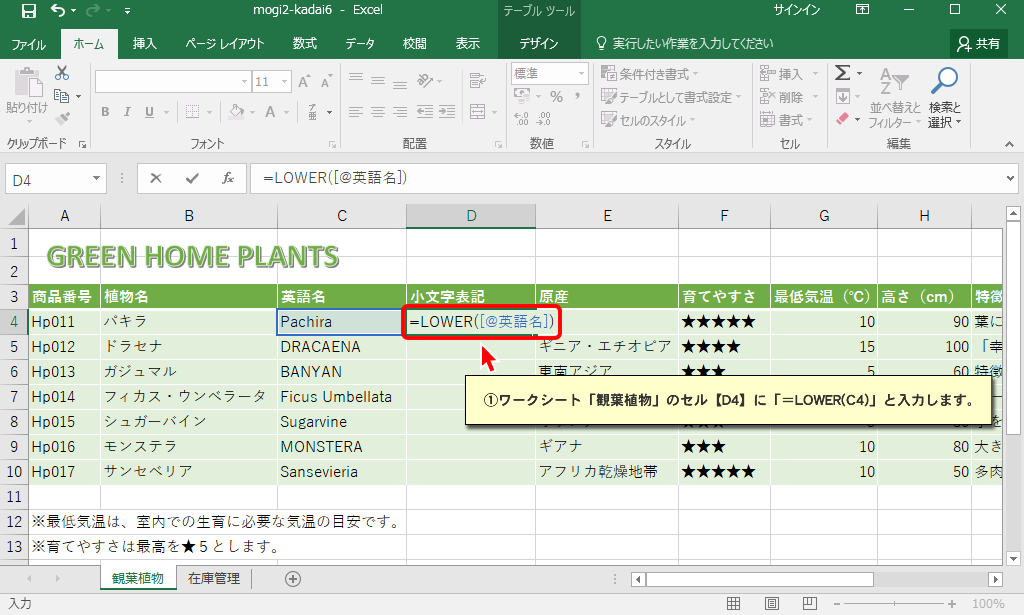 mogi2-kadai6 - Excel
テーブル ツール
サインイン
ファイル ホーム 挿入 ページ レイアウト 数式 データ 校閲 表示 デザイン 実行したい作業を入力してください 共有
貼り付け
11
標準
条件付き書式
テーブルとして書式設定
セルのスタイル
挿入
削除
書式
並べ替えと
フィルター
検索と
選択
クリップボード フォント 配置 数値 スタイル セル 編集
D4 =LOWER([@英語名])
A B C D E F G H
1
GREEN HOME PLANTS
2
3 商品番号 植物名 英語名 小文字表記 原産 育てやすさ 最低気温（℃） 高さ（cm） 特徴
4 Hp011 パキラ Pachira =LOWER([@英語名]) ★★★★★ 10 90 葉に
5 Hp012 ドラセナ DRACAENA ギニア・エチオピア ★★★★ 15 100 「幸
6 Hp013 ガジュマル BANYAN 東南アジア ★★★ 5 60 特徴
7 Hp014 フィカス・ウンベラータ Ficus Umbellata
①ワークシート「観葉植物」のセル【D4】に「＝LOWER(C4)」と入力します。
8 Hp015 シュガーバイン Sugarvine
9 Hp016 モンステラ MONSTERA ギアナ ★★★ 10 80 大き
10 Hp017 サンセベリア Sansevieria アフリカ乾燥地帯 ★★★★★ 10 50 多肉
11
12 ※最低気温は、室内での生育に必要な気温の目安です。
13 ※育てやすさは最高を★５とします。
観葉植物 在庫管理
入力 100%